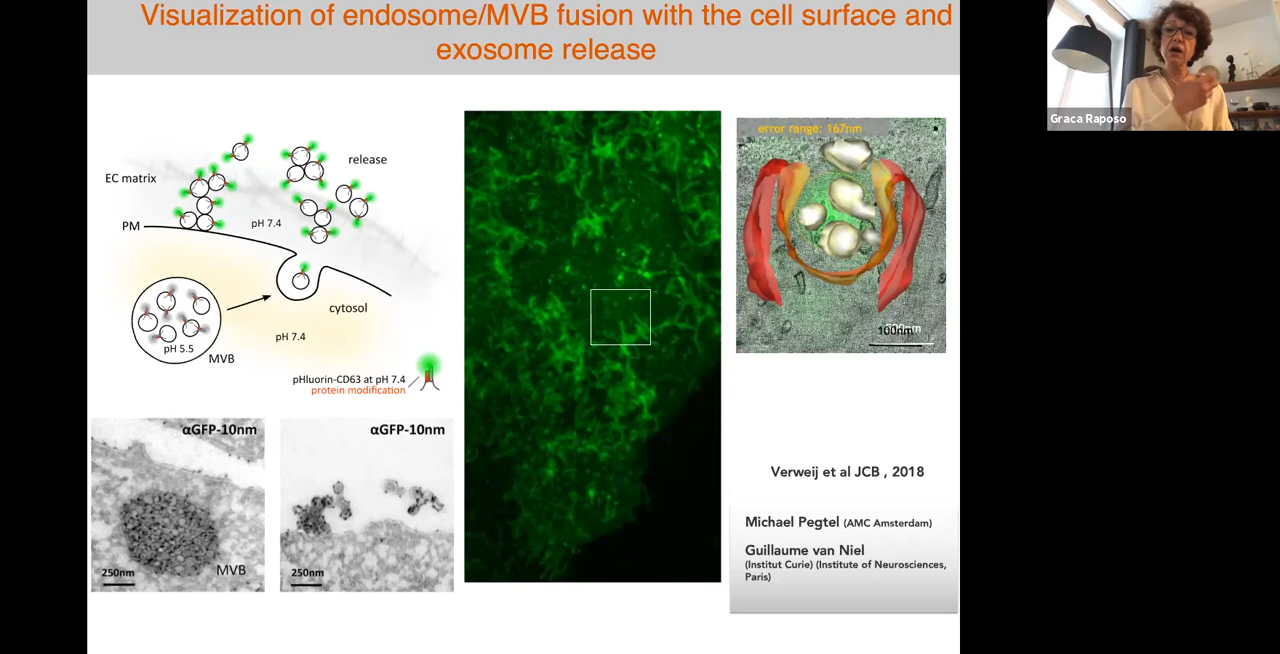 Visualization of endosome/MVB fusion with the cell surface and
exosome release
Graca Raposo
EC matrix
release
PM
pH 7.4
cytosol
pH 7.4
pH 5.5
MVB
pHluorin-CD63 at pH 7.4
protein modification
αGFP-10nm
MVB
250nm
αGFP-10nm
250nm
error range: 167nm
100nm
Verweij et al JCB , 2018
Michael Pegtel (AMC Amsterdam)
Guillaume van Niel
(Institut Curie) (Institute of Neurosciences,
Paris)